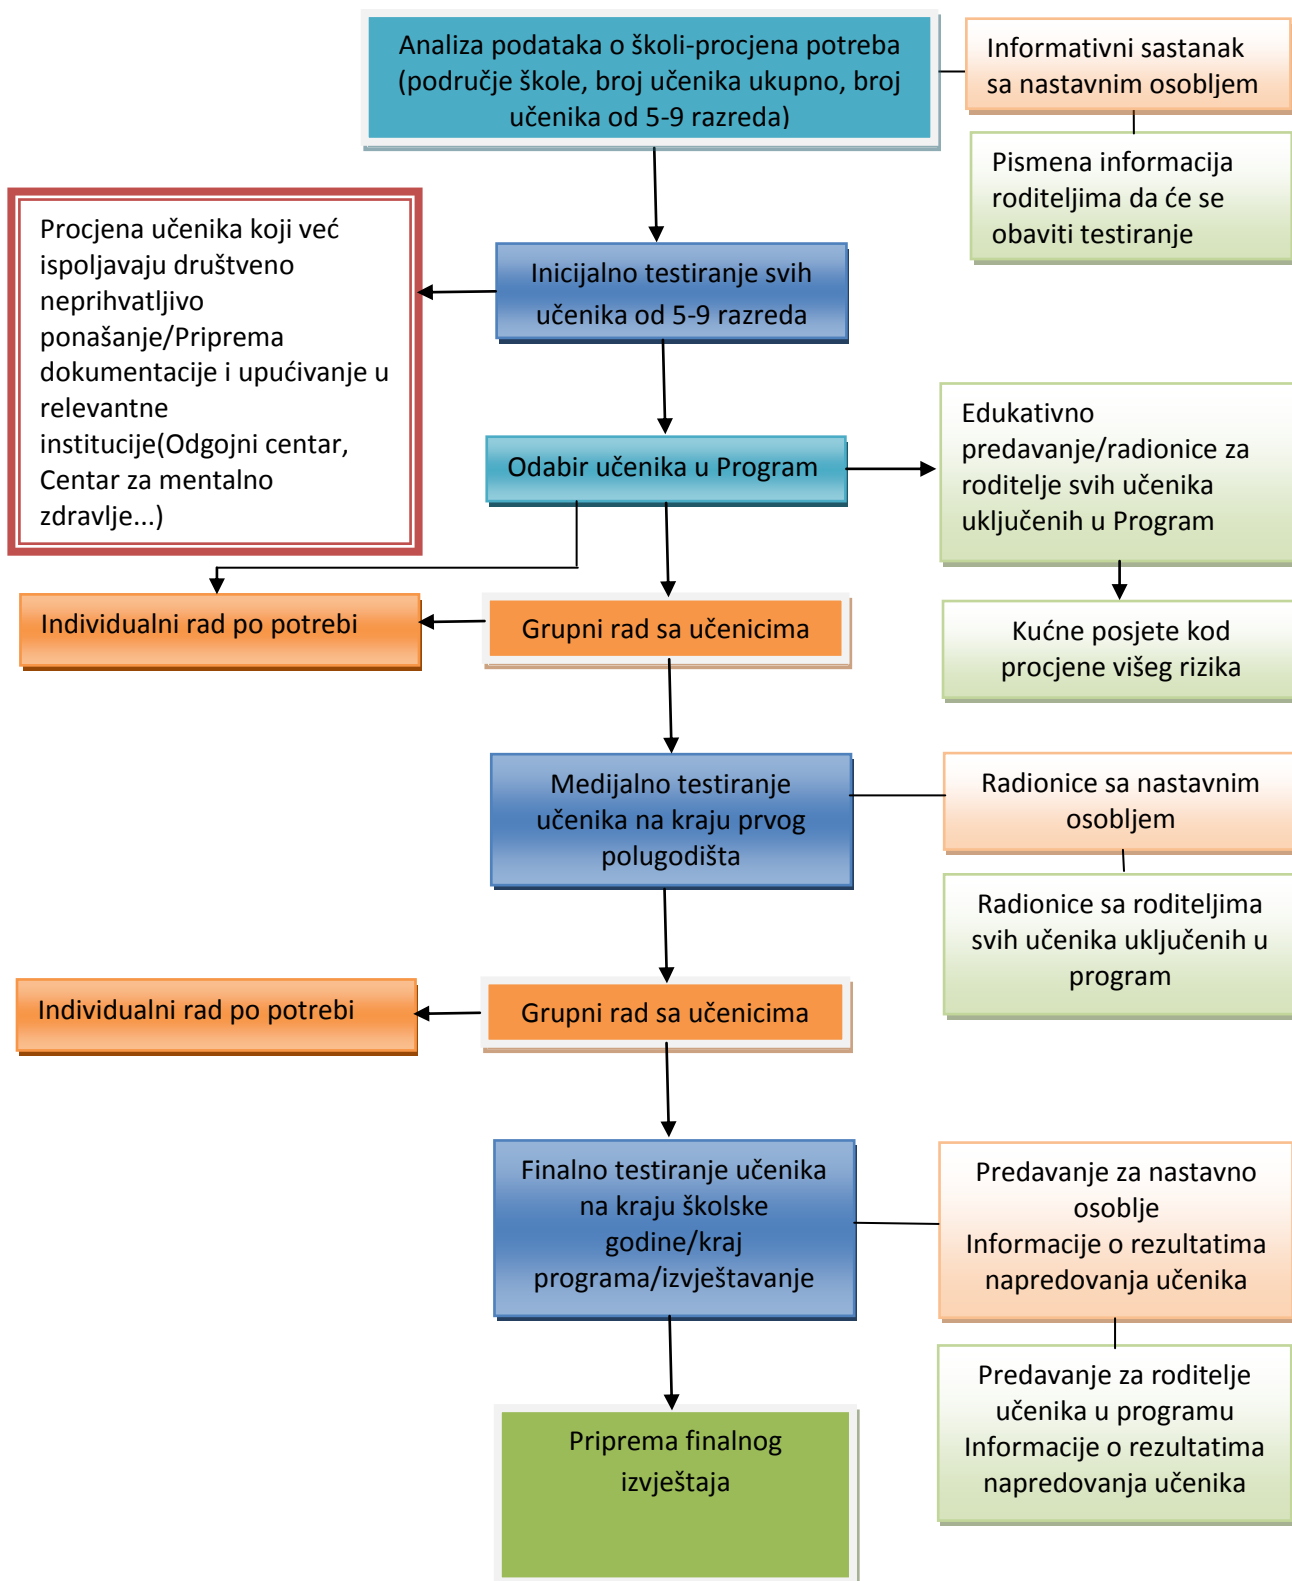 Analiza podataka o školi-procjena potreba
(područje škole, broj učenika ukupno, broj
učenika od 5-9 razreda)
Informativni sastanak
sa nastavnim osobljem
Pismena informacija
roditeljima da će se
obaviti testiranje
Procjena učenika koji već
ispoljavaju društveno
neprihvatljivo
ponašanje/Priprema
dokumentacije i upućivanje u
relevantne
institucije(Odgojni centar,
Centar za mentalno
zdravlje...)
Inicijalno testiranje svih
učenika od 5-9 razreda
Odabir učenika u Program
Edukativno
predavanje/radionice za
roditelje svih učenika
uključenih u Program
Individualni rad po potrebi
Grupni rad sa učenicima
Kućne posjete kod
procjene višeg rizika
Medijalno testiranje
učenika na kraju prvog
polugodišta
Radionice sa nastavnim
osobljem
Radionice sa roditeljima
svih učenika uključenih u
program
Individualni rad po potrebi
Grupni rad sa učenicima
Finalno testiranje učenika
na kraju školske
godine/kraj
programa/izvještavanje
Predavanje za nastavno
osoblje
Informacije o rezultatima
napredovanja učenika
Predavanje za roditelje
učenika u programu
Informacije o rezultatima
napredovanja učenika
Priprema finalnog
izvještaja